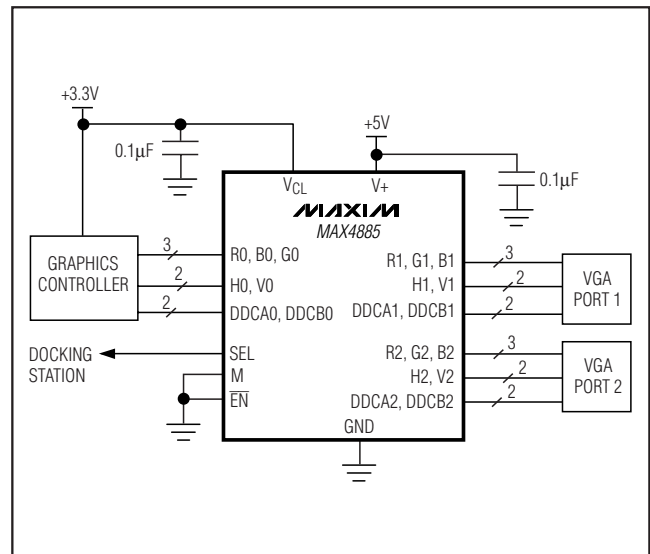 +3.3V
0.1μF
+5V
0.1μF
VCL
V+
MAXIM
MAX4885
GRAPHICS
CONTROLLER
3
R0, B0, G0
2
H0, V0
2
DDCA0, DDCB0
DOCKING
STATION
SEL
M
EN
GND
R1, G1, B1
3
H1, V1
2
DDCA1, DDCB1
2
VGA
PORT 1
R2, G2, B2
3
H2, V2
2
DDCA2, DDCB2
2
VGA
PORT 2